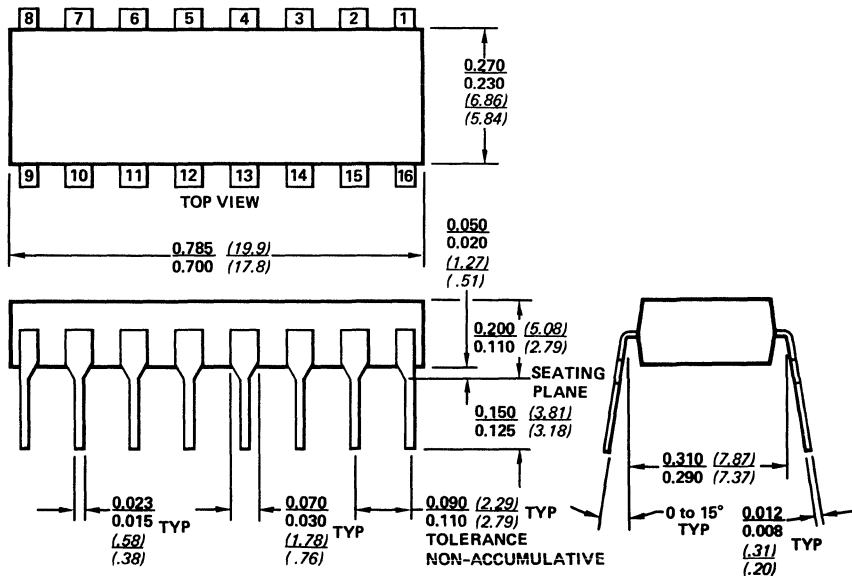 8 7 6 5 4 3 2 1
0.270
0.230
(6.86)
(5.84)
9 10 11 12 13 14 15 16
TOP VIEW
0.785 (19.9)
0.700 (17.8)
0.050
0.020
(1.27)
(.51)
0.200 (5.08)
0.110 (2.79)
SEATING
PLANE
0.150 (3.81)
0.125 (3.18)
0.310 (7.87)
0.290 (7.37)
0.023
0.015 TYP
(.58)
(.38)
0.070
0.030 TYP
(1.78)
(.76)
0.090 (2.29) TYP
0.110 (2.79)
TOLERANCE
NON-ACCUMULATIVE
0 to 15°
TYP
0.012
0.008
(.31) TYP
(.20)